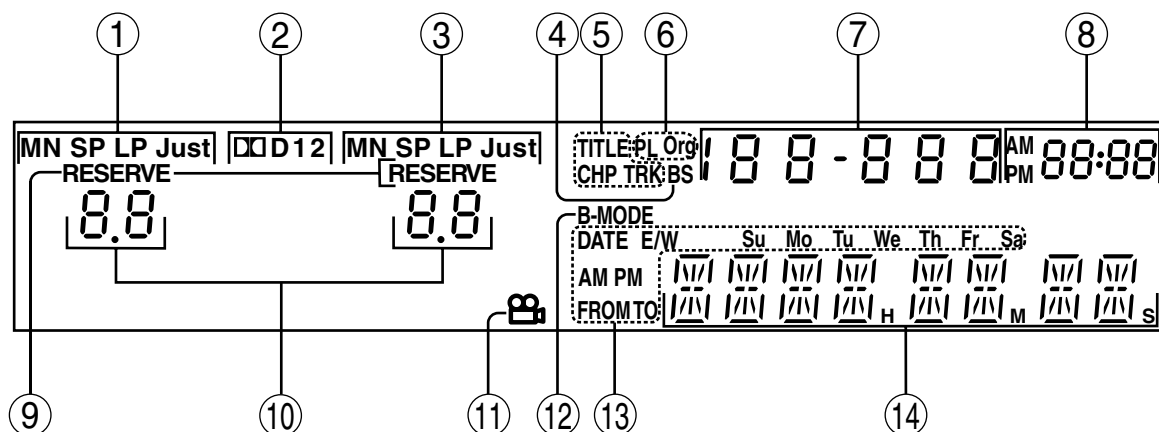 ① ② ③ ④ ⑤ ⑥ ⑦ ⑧
MN SP LP Just
D 1 2
MN SP LP Just
TITLE PL Org
188-888
AM 88:88
PM
RESERVE
RESERVE
CHP TRK BS
8.8
8.8
B-MODE
DATE E/W Su Mo Tu We Th Fr Sa
AM PM
FROM TO
H M S
⑨ ⑩ ⑪ ⑫ ⑬ ⑭